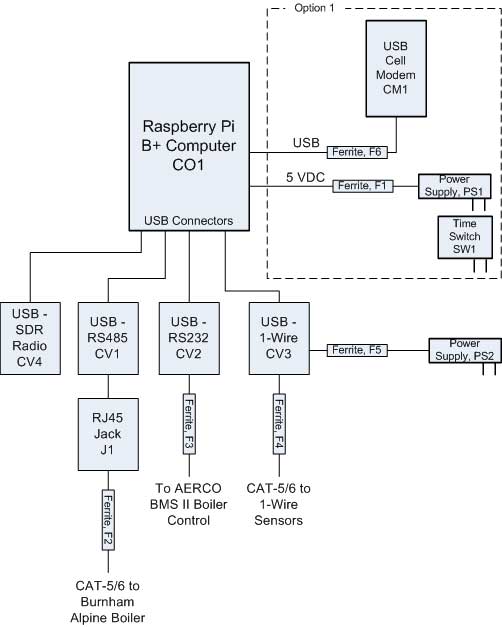 Option 1
USB
Cell
Modem
CM1
Raspberry Pi
B+ Computer
CO1
USB Connectors
USB
Ferrite, F6
5 VDC
Ferrite, F1
Power
Supply, PS1
Time
Switch
SW1
USB -
SDR
Radio
CV4
USB -
RS485
CV1
USB -
RS232
CV2
USB -
1-Wire
CV3
Ferrite, F5
Power
Supply, PS2
RJ45
Jack
J1
Ferrite, F3
Ferrite, F4
To AERCO
BMS II Boiler
Control
CAT-5/6 to
1-Wire
Sensors
Ferrite, F2
CAT-5/6 to
Burnham
Alpine Boiler